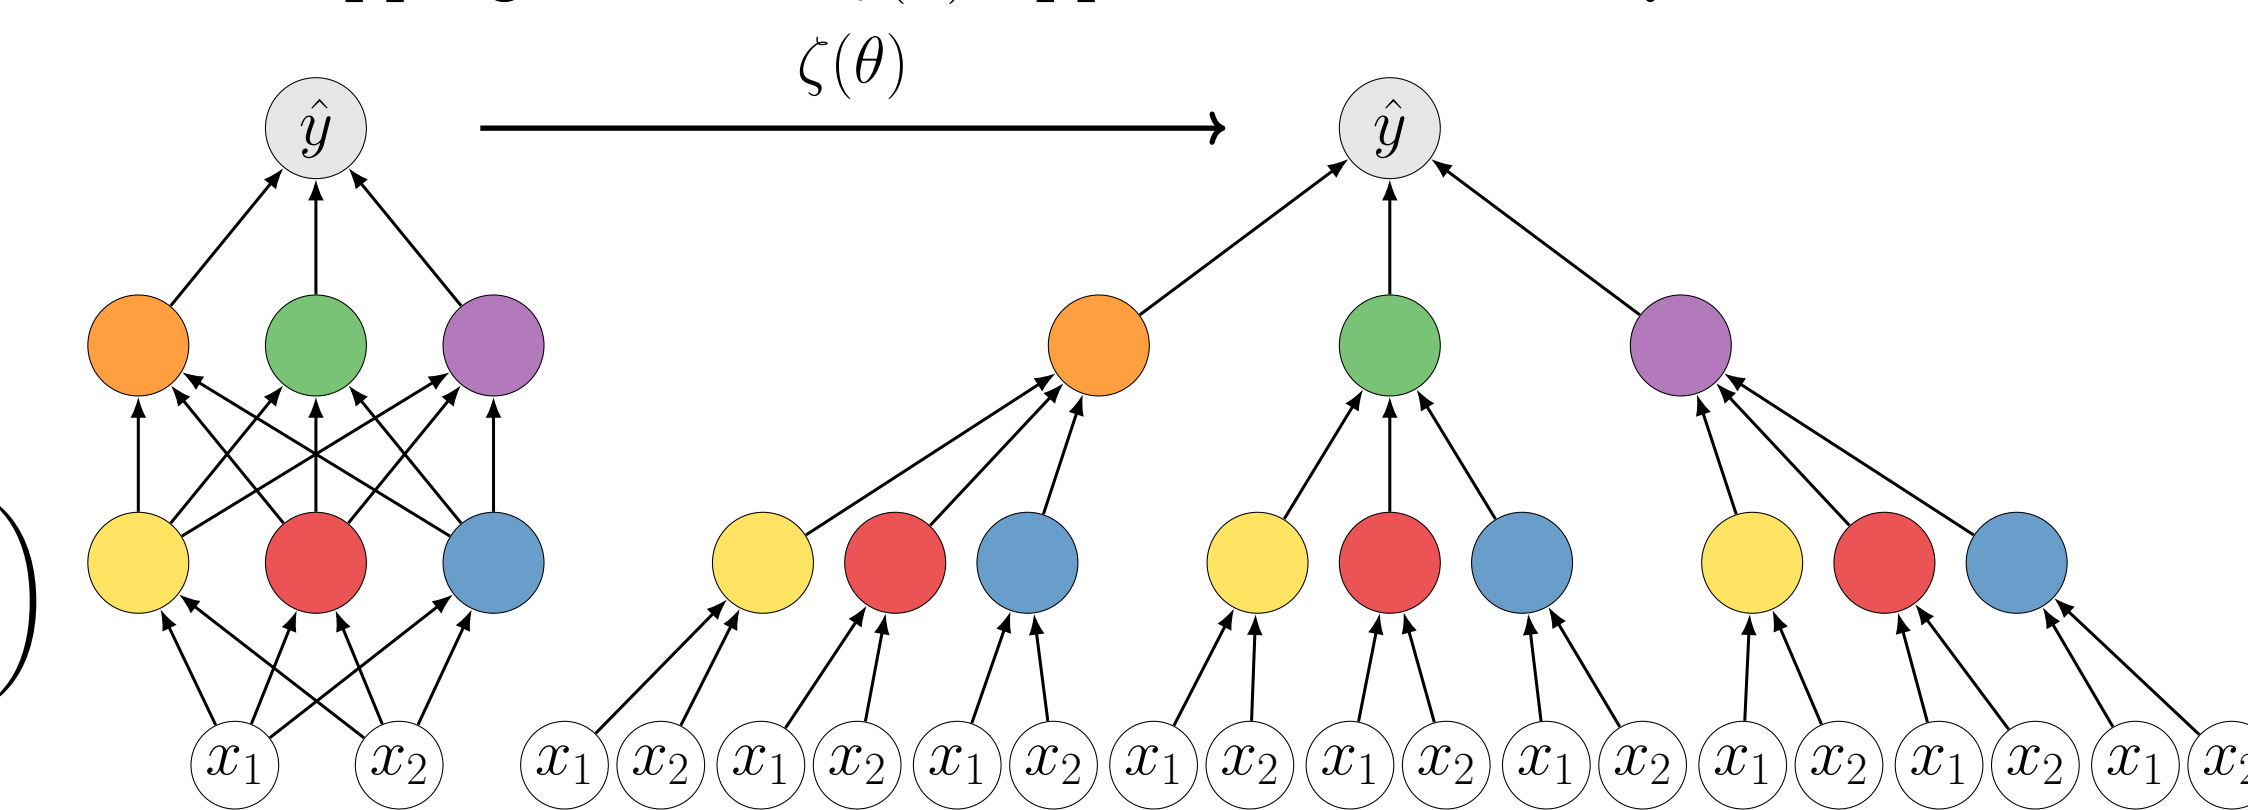 ζ(θ)
ŷ ŷ
x₁ x₂ x₁ x₂ x₁ x₂ x₁ x₂ x₁ x₂ x₁ x₂ x₁ x₂ x₁ x₂ x₁ x₂ x₁ x₂